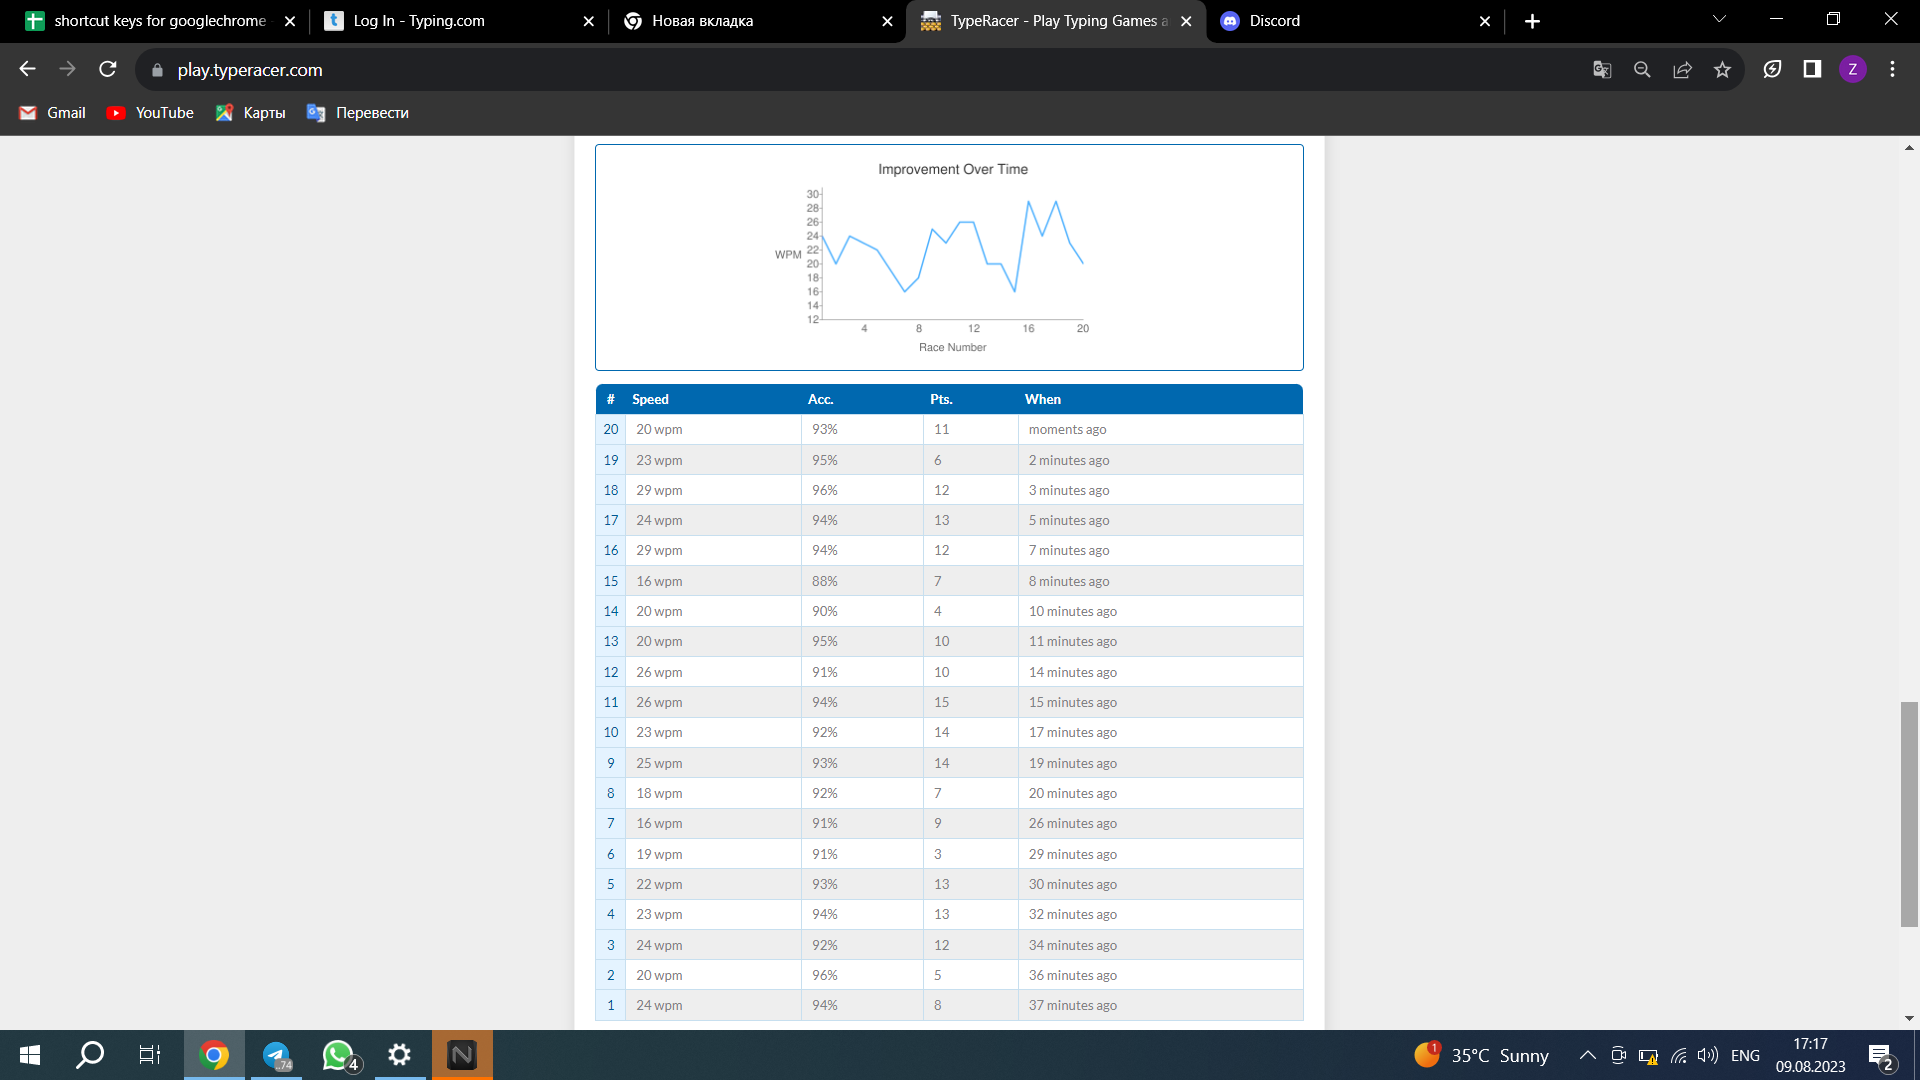 shortcut keys for googlechrome
Log In - Typing.com
Новая вкладка
TypeRacer - Play Typing Games a
Discord
play.typeracer.com
Z
Gmail
YouTube
Карты
Перевести
Improvement Over Time
30
28
26
24
WPM 22
20
18
16
14
12
4 8 12 16 20
Race Number
# Speed Acc. Pts. When
20 20 wpm 93% 11 moments ago
19 23 wpm 95% 6 2 minutes ago
18 29 wpm 96% 12 3 minutes ago
17 24 wpm 94% 13 5 minutes ago
16 29 wpm 94% 12 7 minutes ago
15 16 wpm 88% 7 8 minutes ago
14 20 wpm 90% 4 10 minutes ago
13 20 wpm 95% 10 11 minutes ago
12 26 wpm 91% 10 14 minutes ago
11 26 wpm 94% 15 15 minutes ago
10 23 wpm 92% 14 17 minutes ago
9 25 wpm 93% 14 19 minutes ago
8 18 wpm 92% 7 20 minutes ago
7 16 wpm 91% 9 26 minutes ago
6 19 wpm 91% 3 29 minutes ago
5 22 wpm 93% 13 30 minutes ago
4 23 wpm 94% 13 32 minutes ago
3 24 wpm 92% 12 34 minutes ago
2 20 wpm 96% 5 36 minutes ago
1 24 wpm 94% 8 37 minutes ago
74
4
N
1
35°C Sunny
ENG
17:17
09.08.2023
2